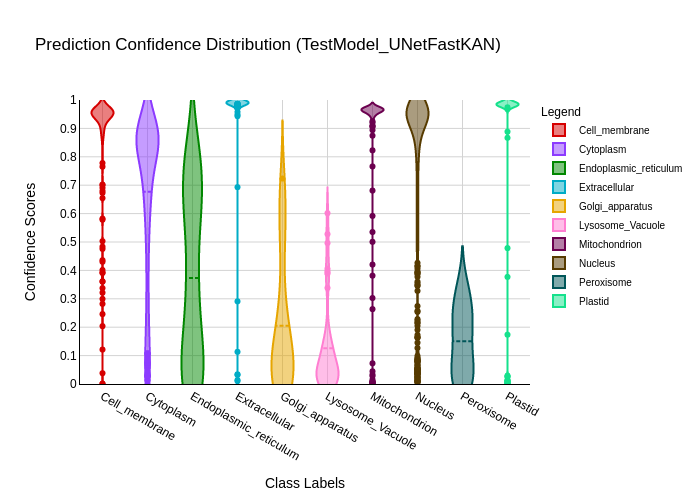 Prediction Confidence Distribution (TestModel_UNetFastKAN)
Confidence Scores
1
0.9
0.8
0.7
0.6
0.5
0.4
0.3
0.2
0.1
0
Cell_membrane
Cytoplasm
Endoplasmic_reticulum
Extracellular
Golgi_apparatus
Lysosome_Vacuole
Mitochondrion
Nucleus
Peroxisome
Plastid
Class Labels
Legend
Cell_membrane
Cytoplasm
Endoplasmic_reticulum
Extracellular
Golgi_apparatus
Lysosome_Vacuole
Mitochondrion
Nucleus
Peroxisome
Plastid